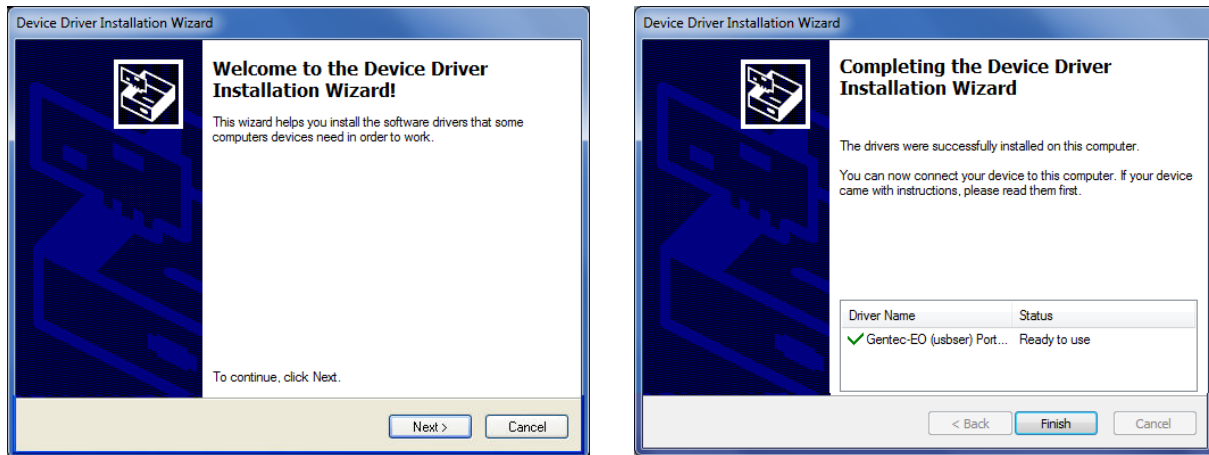 Device Driver Installation Wizard
Welcome to the Device Driver
Installation Wizard!
This wizard helps you install the software drivers that some
computers devices need in order to work.
To continue, click Next.
Next >
Cancel
Device Driver Installation Wizard
Completing the Device Driver
Installation Wizard
The drivers were successfully installed on this computer.
You can now connect your device to this computer. If your device
came with instructions, please read them first.
Driver Name Status
Gentec-EO (usbser) Port... Ready to use
< Back
Finish
Cancel